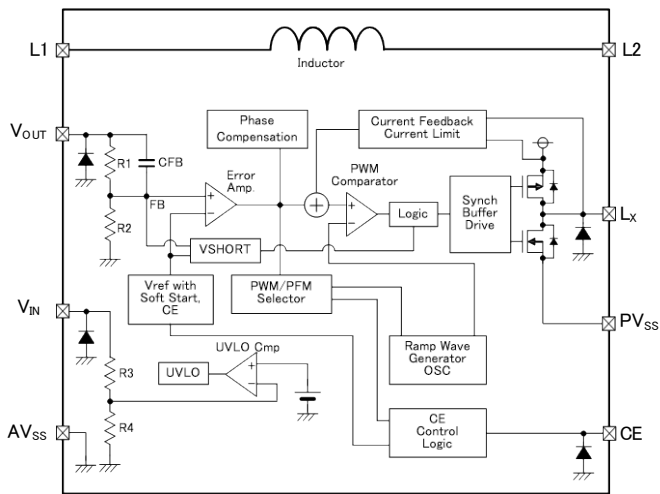 L1
L2
Inductor
VOUT
R1
CFB
FB
R2
Phase
Compensation
Error
Amp.
Current Feedback
Current Limit
PWM
Comparator
Logic
Synch
Buffer
Drive
LX
VSHORT
Vref with
Soft Start,
CE
PWM/PFM
Selector
VIN
R3
R4
UVLO
UVLO Cmp
Ramp Wave
Generator
OSC
PVSS
AVSS
CE
Control
Logic
CE